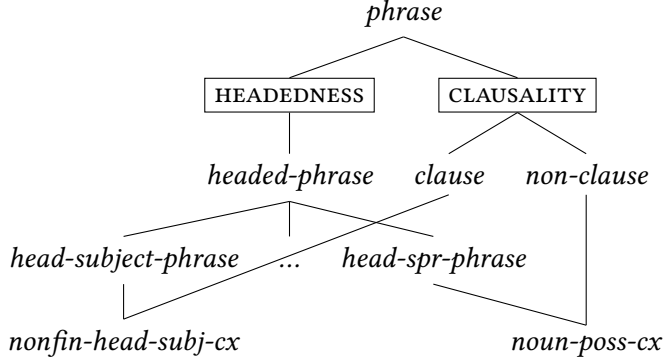 phrase
HEADEDNESS CLAUSALITY
headed-phrase clause non-clause
head-subject-phrase ... head-spr-phrase
nonfin-head-subj-cx noun-poss-cx